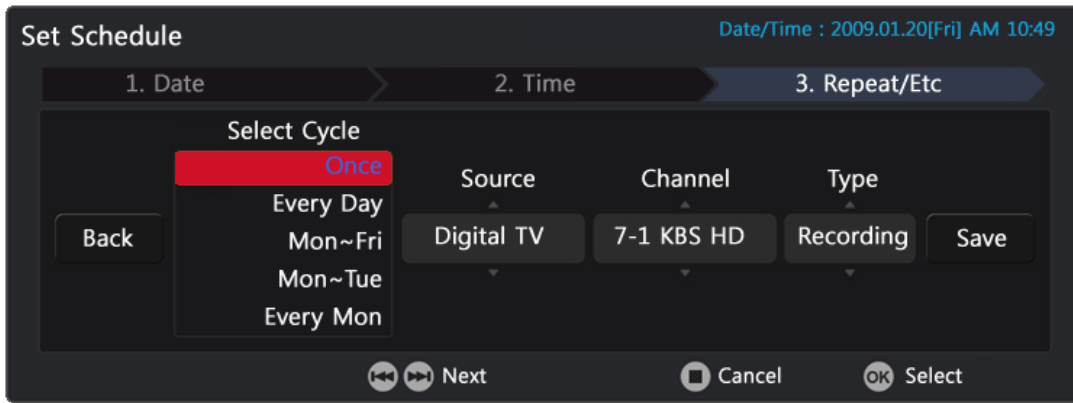 Set Schedule
Date/Time : 2009.01.20[Fri] AM 10:49
1. Date
2. Time
3. Repeat/Etc
Back
Select Cycle
Once
Every Day
Mon~Fri
Mon~Tue
Every Mon
Source
Digital TV
Channel
7-1 KBS HD
Type
Recording
Save
Next
Cancel
OK Select